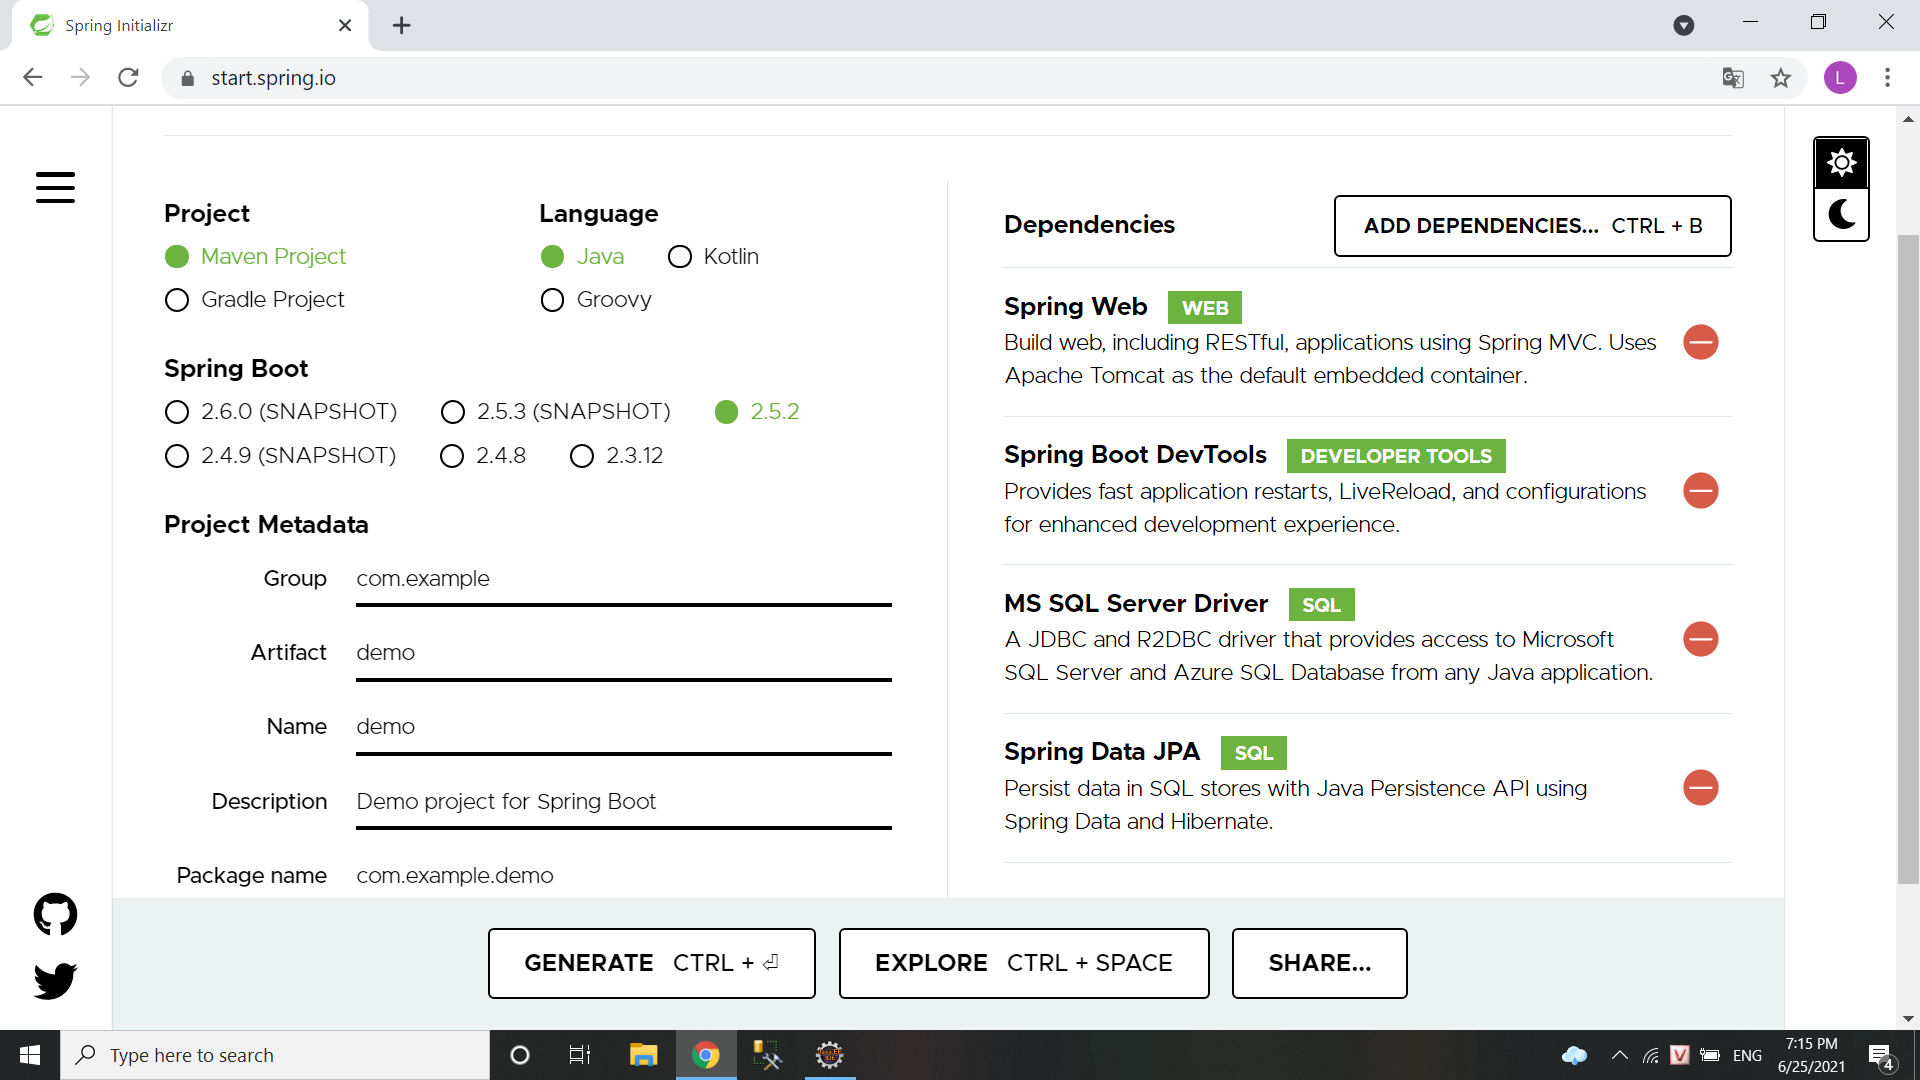 Spring Initializr
start.spring.io
L
Project
Maven Project
Gradle Project
Language
Java
Kotlin
Groovy
Spring Boot
2.6.0 (SNAPSHOT)
2.5.3 (SNAPSHOT)
2.5.2
2.4.9 (SNAPSHOT)
2.4.8
2.3.12
Project Metadata
Group com.example
Artifact demo
Name demo
Description Demo project for Spring Boot
Package name com.example.demo
Dependencies
ADD DEPENDENCIES... CTRL + B
Spring Web WEB
Build web, including RESTful, applications using Spring MVC. Uses
Apache Tomcat as the default embedded container.
Spring Boot DevTools DEVELOPER TOOLS
Provides fast application restarts, LiveReload, and configurations
for enhanced development experience.
MS SQL Server Driver SQL
A JDBC and R2DBC driver that provides access to Microsoft
SQL Server and Azure SQL Database from any Java application.
Spring Data JPA SQL
Persist data in SQL stores with Java Persistence API using
Spring Data and Hibernate.
GENERATE CTRL + ⏎
EXPLORE CTRL + SPACE
SHARE...
Type here to search
V
ENG
7:15 PM
6/25/2021
4